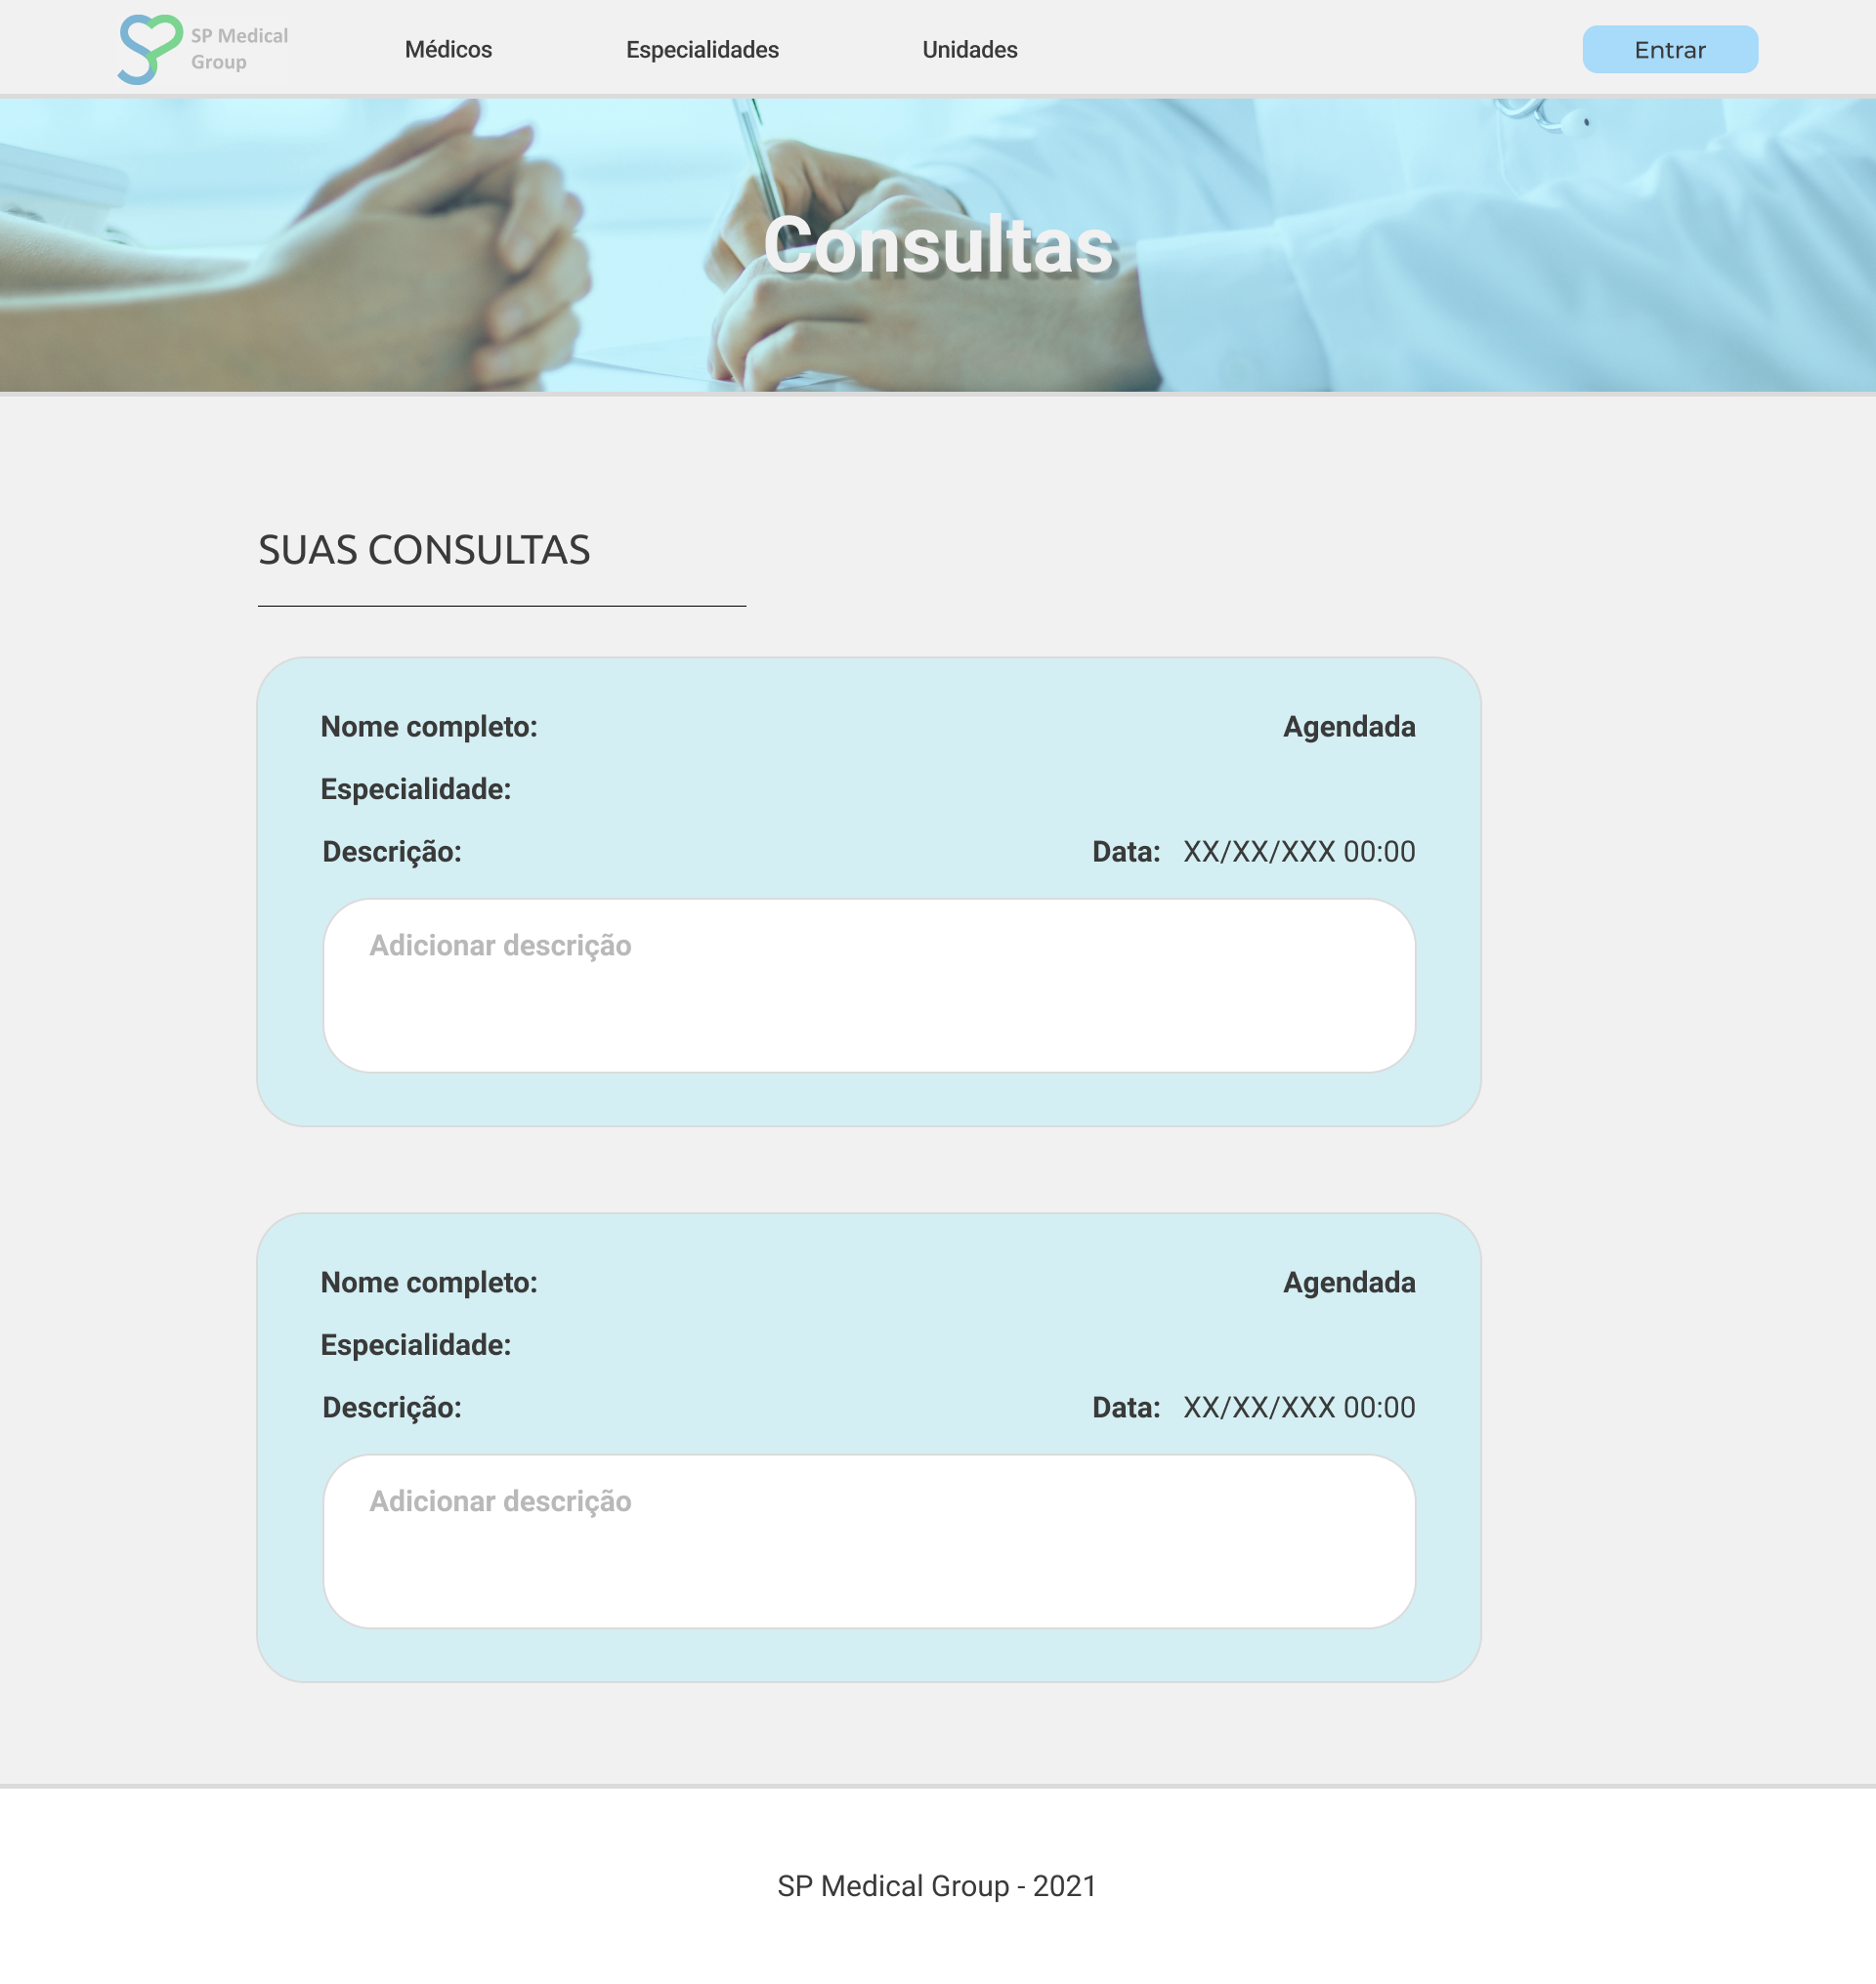 SP Medical
Group
Médicos
Especialidades
Unidades
Entrar
Consultas
SUAS CONSULTAS
Nome completo:
Agendada
Especialidade:
Descrição:
Data: XX/XX/XXX 00:00
Adicionar descrição
Nome completo:
Agendada
Especialidade:
Descrição:
Data: XX/XX/XXX 00:00
Adicionar descrição
SP Medical Group - 2021